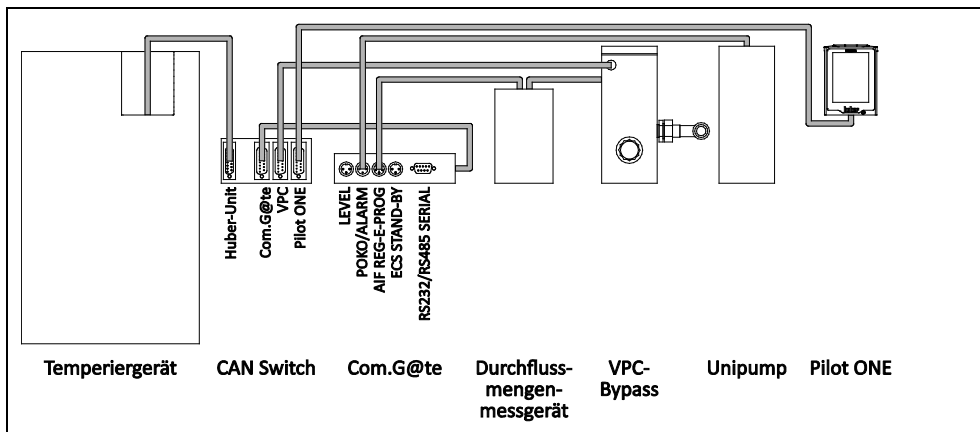 Huber-Unit
Com.G@te
VPC
Pilot ONE
LEVEL
POKO/ALARM
AIF REG-E-PROG
ECS STAND-BY
RS232/RS485 SERIAL
Temperiergerät
CAN Switch
Com.G@te
Durchfluss-
mengen-
messgerät
VPC-
Bypass
Unipump
Pilot ONE